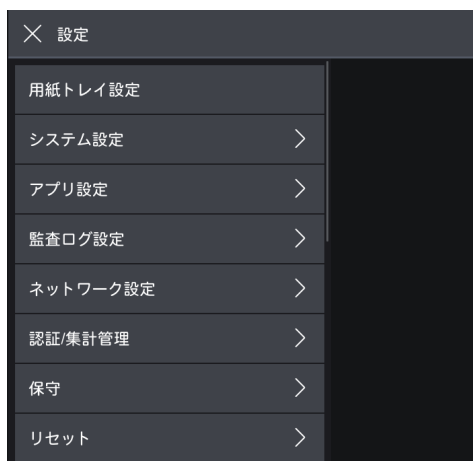 設定
用紙トレイ設定
システム設定
アプリ設定
監査ログ設定
ネットワーク設定
認証/集計管理
保守
リセット